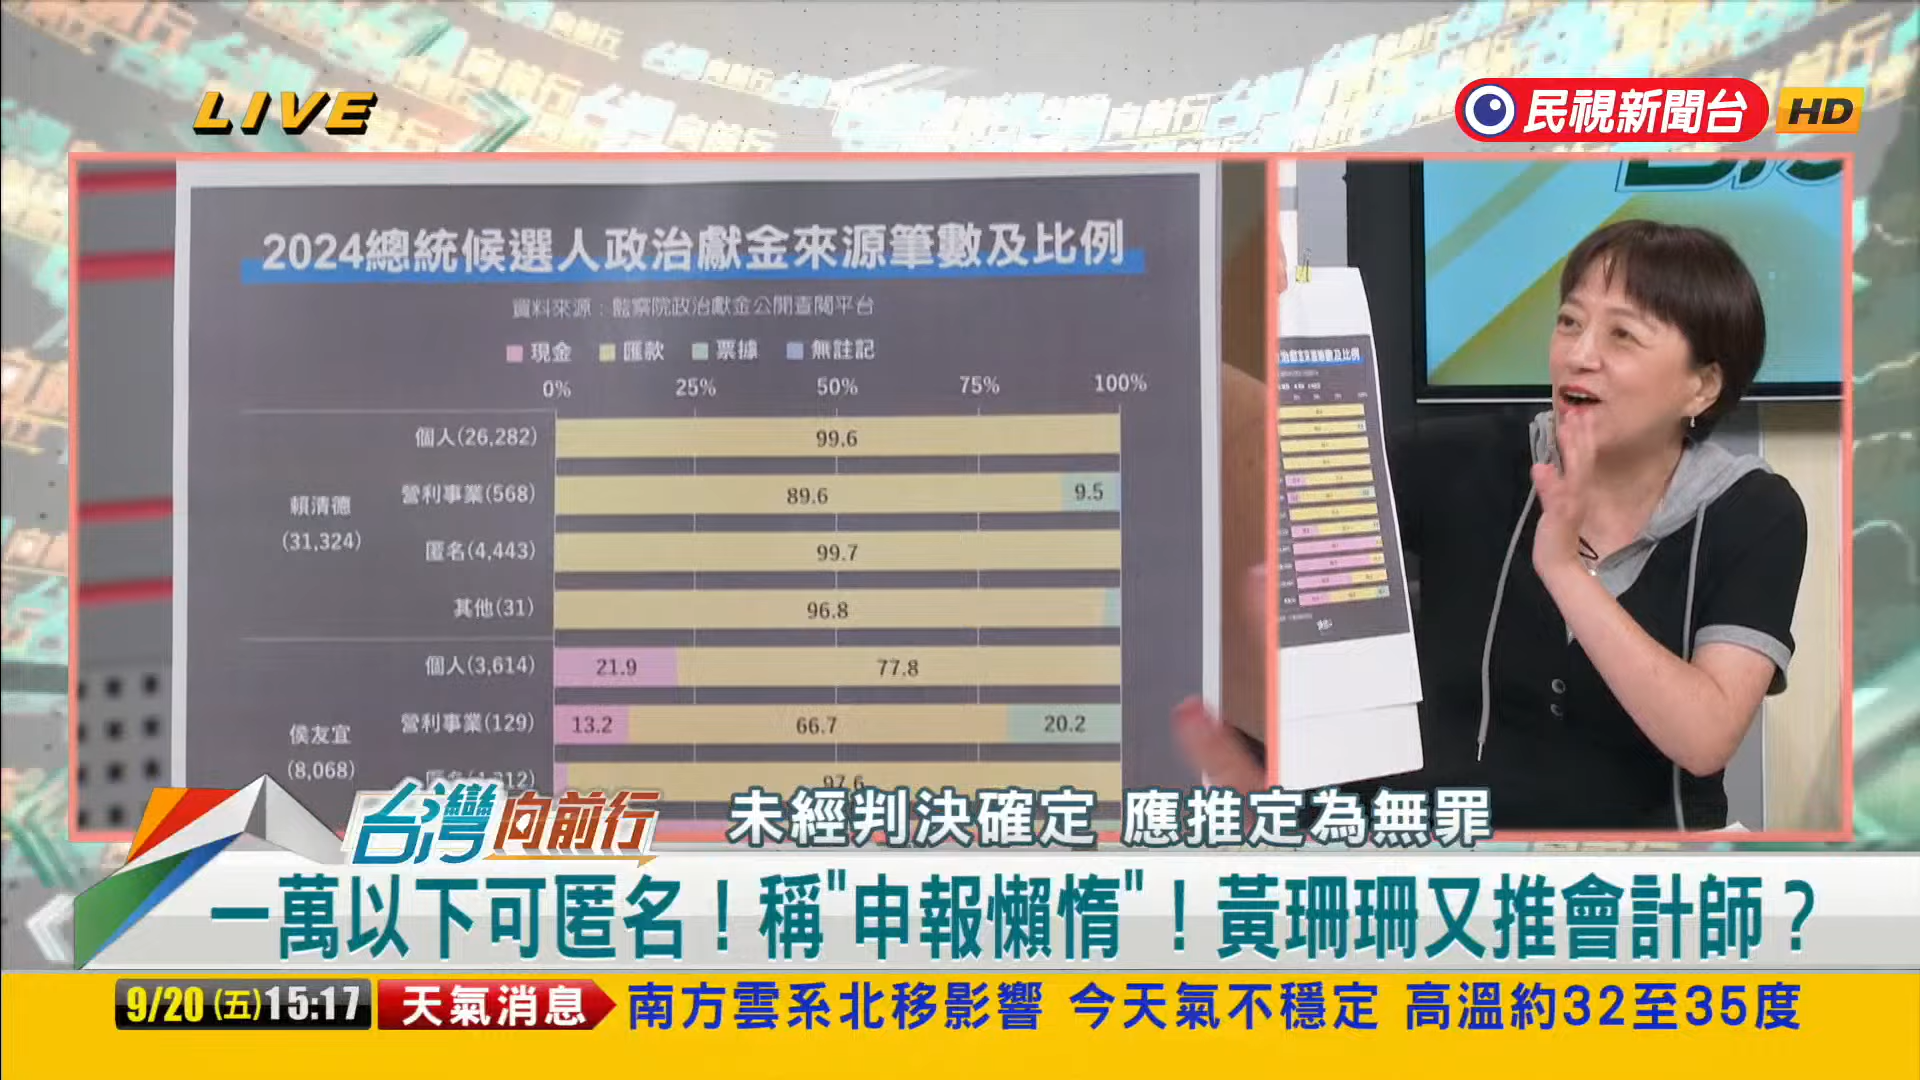 LIVE
民視新聞台 HD
2024總統候選人政治獻金來源筆數及比例
資料來源：監察院政治獻金公開查閱平台
現金 匯款 票據 無註記
0% 25% 50% 75% 100%
個人(26,282) 99.6
營利事業(568) 89.6 9.5
賴清德
(31,324)
匿名(4,443) 99.7
其他(31) 96.8
個人(3,614) 21.9 77.8
營利事業(129) 13.2 66.7 20.2
侯友宜
(8,068)
97.6
台灣向前行
未經判決確定 應推定為無罪
一萬以下可匿名！稱"申報懶惰"！黃珊珊又推會計師？
9/20(五)15:17 天氣消息 南方雲系北移影響 今天氣不穩定 高溫約32至35度